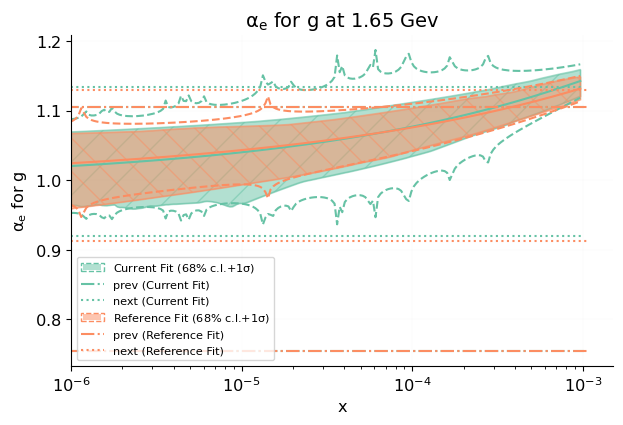 αₑ for g at 1.65 Gev
αₑ for g
1.2
1.1
1.0
0.9
0.8
Current Fit (68% c.l.+1σ)
prev (Current Fit)
next (Current Fit)
Reference Fit (68% c.l.+1σ)
prev (Reference Fit)
next (Reference Fit)
10⁻⁶ 10⁻⁵ 10⁻⁴ 10⁻³
x